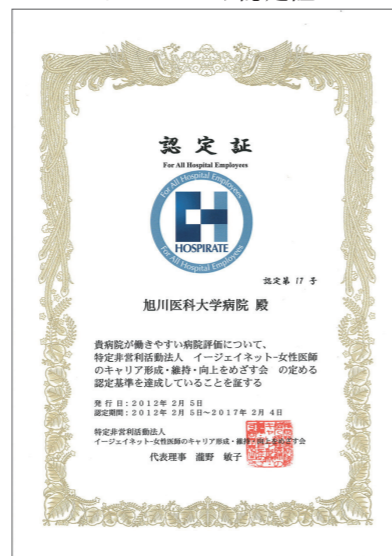 認定証
For All Hospital Employees
For All Hospital Employees
HOSPIRATE
For All Hospital Employees
認定第 17 号
旭川医科大学病院 殿
貴病院が働きやすい病院評価について、
特定非営利活動法人 イージェイネット-女性医師
のキャリア形成・維持・向上をめざす会 の定める
認定基準を達成していることを証する
発 行 日：2012年 2月 5日
認定期間：2012年 2月 5日～2017年 2月 4日
特定非営利活動法人
イージェイネット-女性医師のキャリア形成・維持・向上をめざす会
代表理事 瀧野 敏子